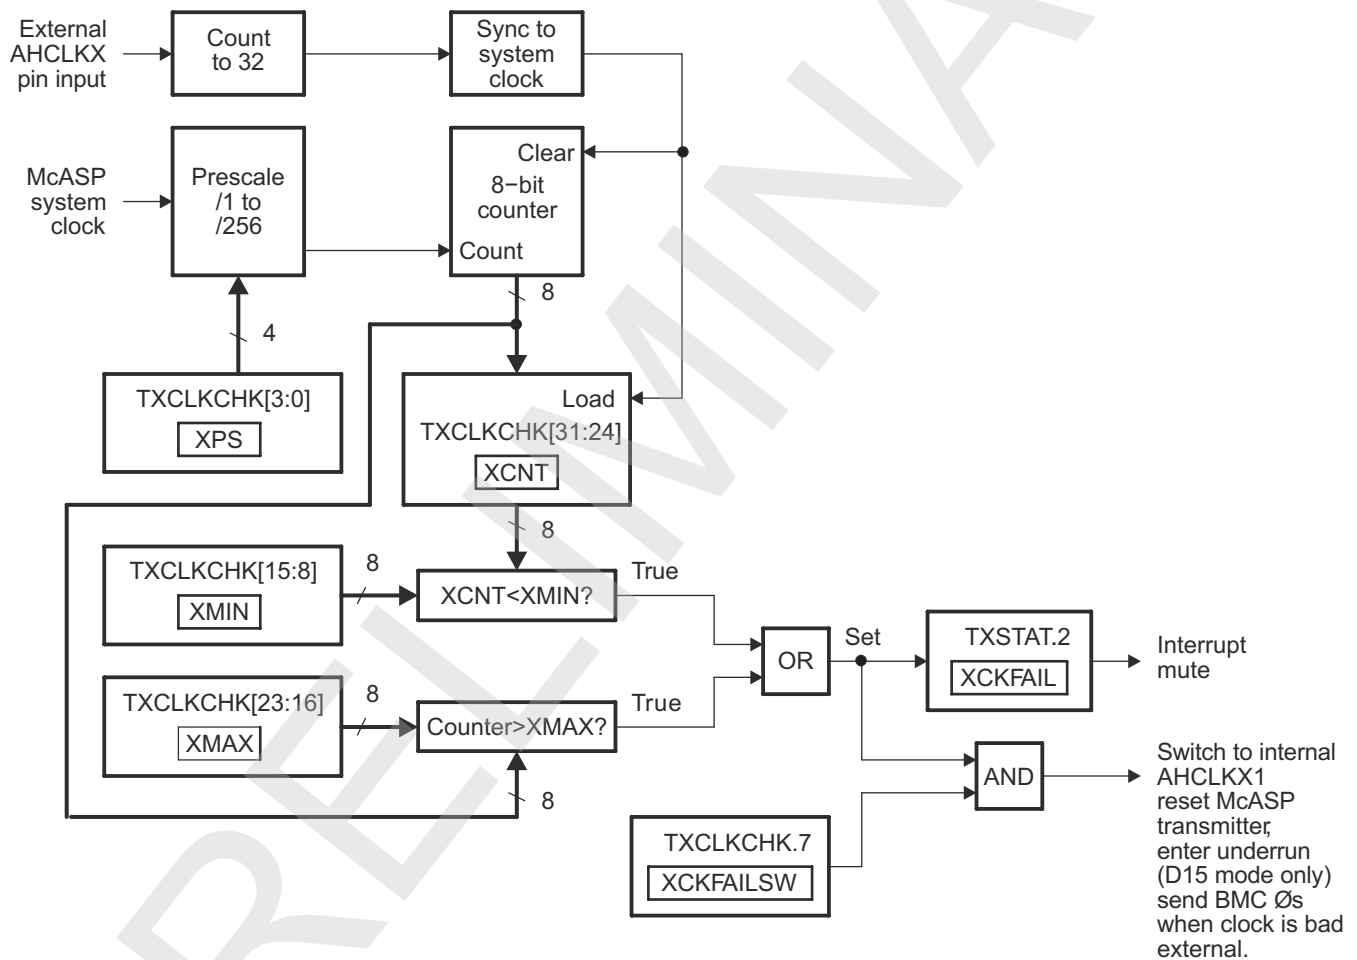 External
AHCLKX
pin input
Count
to 32
Sync to
system
clock
McASP
system
clock
Prescale
/1 to
/256
Clear
8−bit
counter
Count
8
4
TXCLKCHK[3:0]
XPS
Load
TXCLKCHK[31:24]
XCNT
8
TXCLKCHK[15:8]
XMIN
8
XCNT<XMIN?
True
TXCLKCHK[23:16]
XMAX
8
Counter>XMAX?
True
8
OR
Set
TXSTAT.2
XCKFAIL
Interrupt
mute
AND
TXCLKCHK.7
XCKFAILSW
Switch to internal
AHCLKX1
reset McASP
transmitter,
enter underrun
(D15 mode only)
send BMC Øs
when clock is bad
external.
RELIMINA